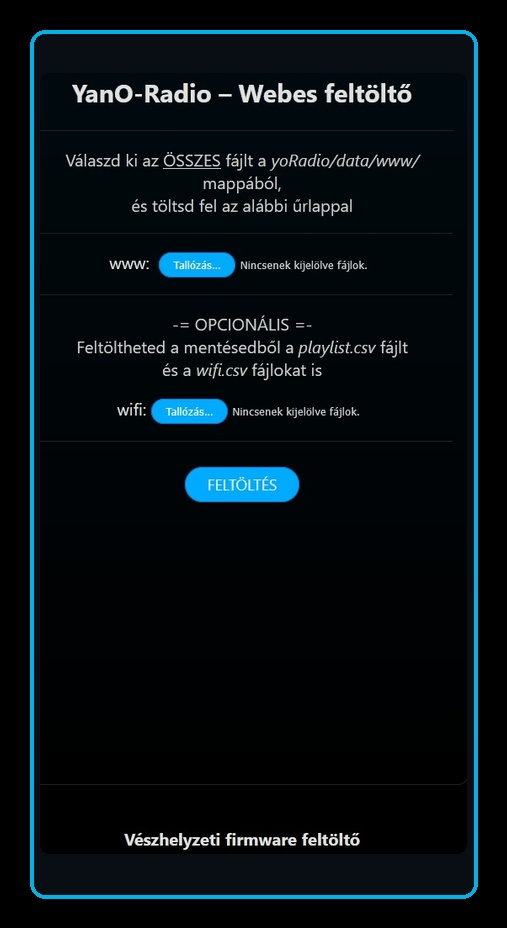 YanO-Radio – Webes feltöltő
Válaszd ki az ÖSSZES fájlt a yoRadio/data/www/
mappából,
és töltsd fel az alábbi űrlappal
www: Tallózás... Nincsenek kijelölve fájlok.
-= OPCIONÁLIS =-
Feltöltheted a mentésedből a playlist.csv fájlt
és a wifi.csv fájlokat is
wifi: Tallózás... Nincsenek kijelölve fájlok.
FELTÖLTÉS
Vészhelyzeti firmware feltöltő